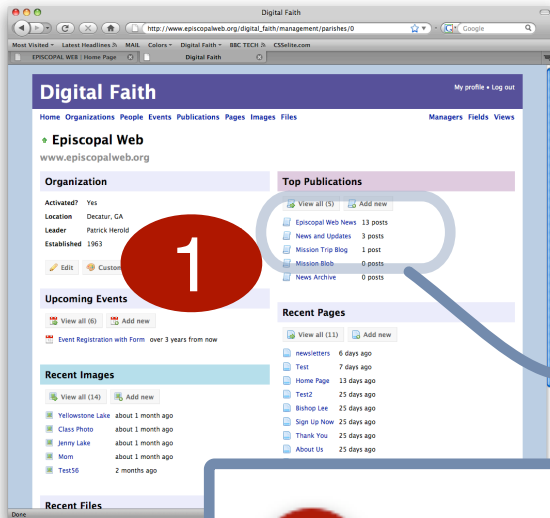 Digital Faith
http://www.episcopalweb.org/digital_faith/management/parishes/0
Google
Most Visited Latest Headlines MAIL Colors Digital Faith BBC TECH CSSelite.com
EPISCOPAL WEB | Home Page
Digital Faith
Digital Faith
My profile • Log out
Home Organizations People Events Publications Pages Images Files
Managers Fields Views
Episcopal Web
www.episcopalweb.org
Organization
Activated? Yes
Location Decatur, GA
Leader Patrick Herold
Established 1963
Edit Custom
1
Upcoming Events
View all (6) Add new
Event Registration with Form over 3 years from now
Recent Images
View all (14) Add new
Yellowstone Lake about 1 month ago
Class Photo about 1 month ago
Jenny Lake about 1 month ago
Mom about 1 month ago
Test56 2 months ago
Recent Files
Top Publications
View all (5) Add new
Episcopal Web News 13 posts
News and Updates 3 posts
Mission Trip Blog 1 post
Mission Blob 0 posts
News Archive 0 posts
Recent Pages
View all (11) Add new
newsletters 6 days ago
Test 7 days ago
Home Page 13 days ago
Test2 25 days ago
Bishop Lee 25 days ago
Sign Up Now 25 days ago
Thank You 25 days ago
About Us 25 days ago
Done